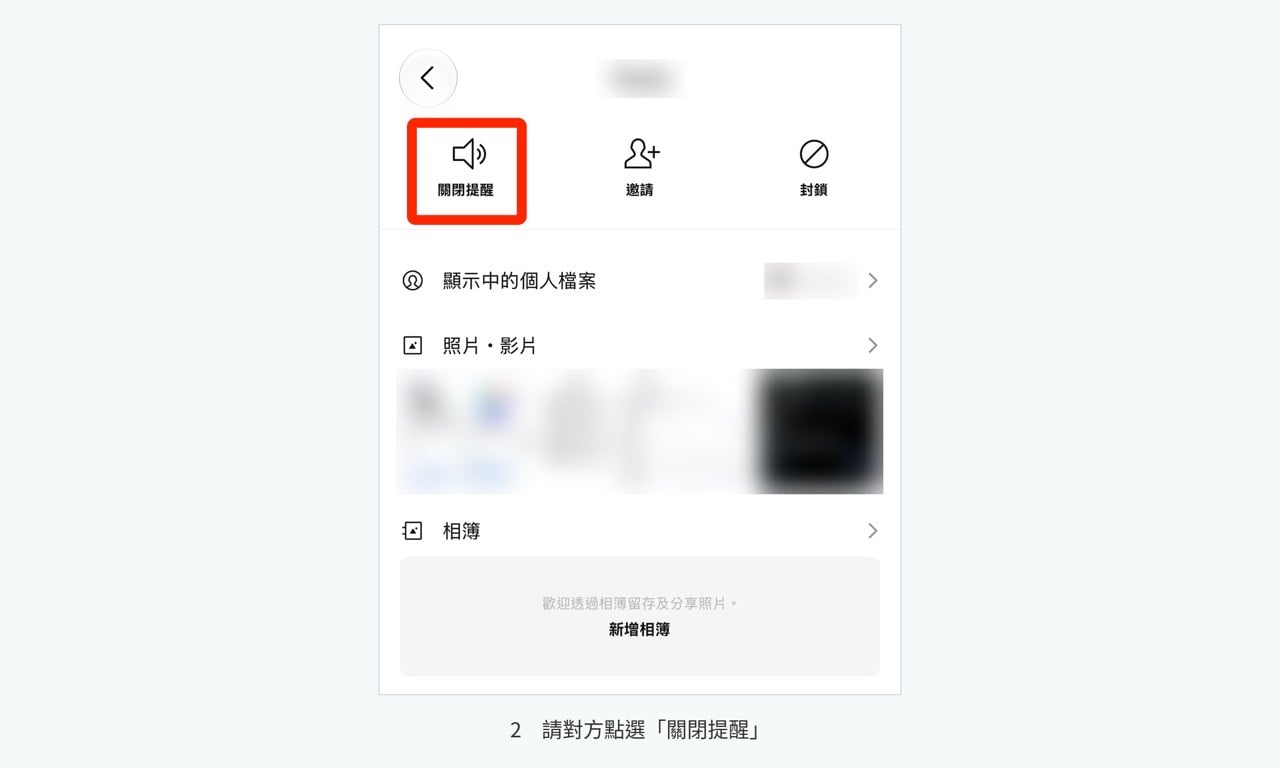 關閉提醒
邀請
封鎖
顯示中的個人檔案
照片・影片
相簿
歡迎透過相簿留存及分享照片。
新增相簿
2 請對方點選「關閉提醒」